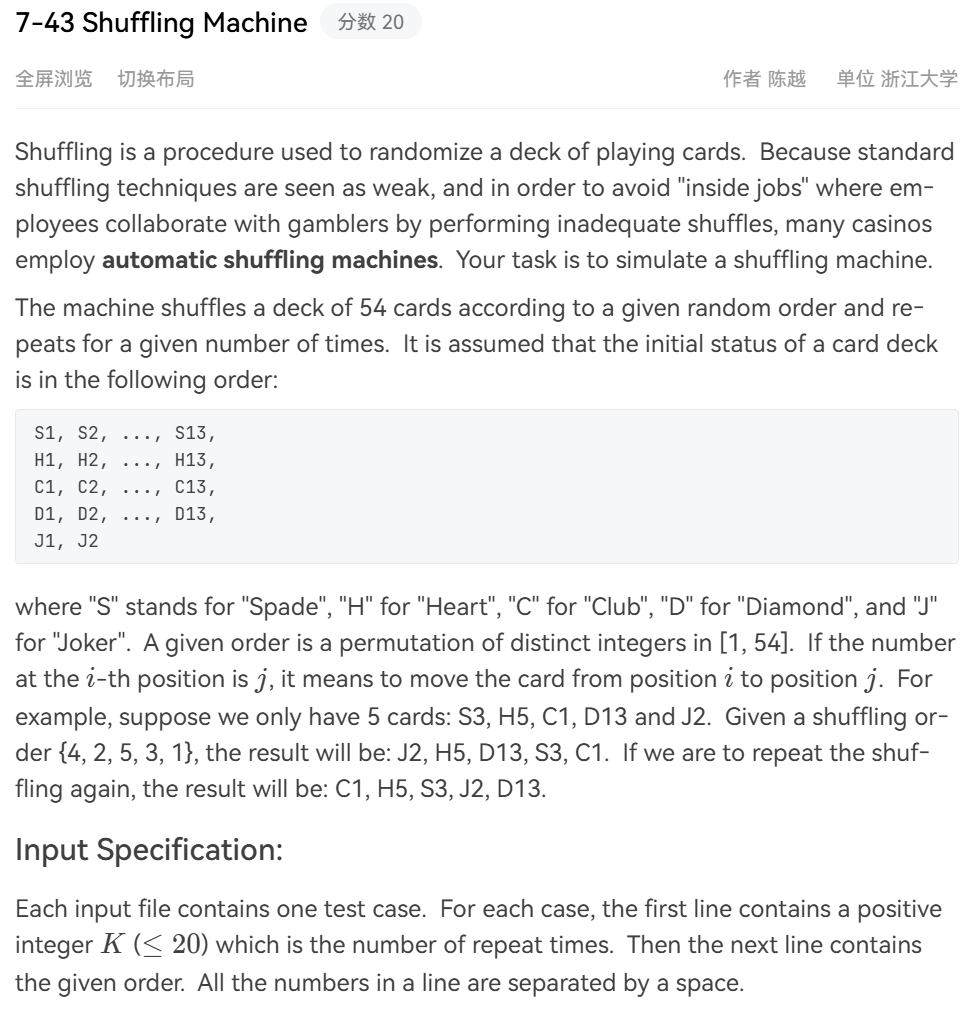 7-43 Shuffling Machine 分数 20
全屏浏览 切换布局 作者 陈越 单位 浙江大学
Shuffling is a procedure used to randomize a deck of playing cards. Because standard
shuffling techniques are seen as weak, and in order to avoid "inside jobs" where em-
ployees collaborate with gamblers by performing inadequate shuffles, many casinos
employ automatic shuffling machines. Your task is to simulate a shuffling machine.
The machine shuffles a deck of 54 cards according to a given random order and re-
peats for a given number of times. It is assumed that the initial status of a card deck
is in the following order:
S1, S2, ..., S13,
H1, H2, ..., H13,
C1, C2, ..., C13,
D1, D2, ..., D13,
J1, J2
where "S" stands for "Spade", "H" for "Heart", "C" for "Club", "D" for "Diamond", and "J"
for "Joker". A given order is a permutation of distinct integers in [1, 54]. If the number
at the i-th position is j, it means to move the card from position i to position j. For
example, suppose we only have 5 cards: S3, H5, C1, D13 and J2. Given a shuffling or-
der {4, 2, 5, 3, 1}, the result will be: J2, H5, D13, S3, C1. If we are to repeat the shuf-
fling again, the result will be: C1, H5, S3, J2, D13.
Input Specification:
Each input file contains one test case. For each case, the first line contains a positive
integer K (≤ 20) which is the number of repeat times. Then the next line contains
the given order. All the numbers in a line are separated by a space.